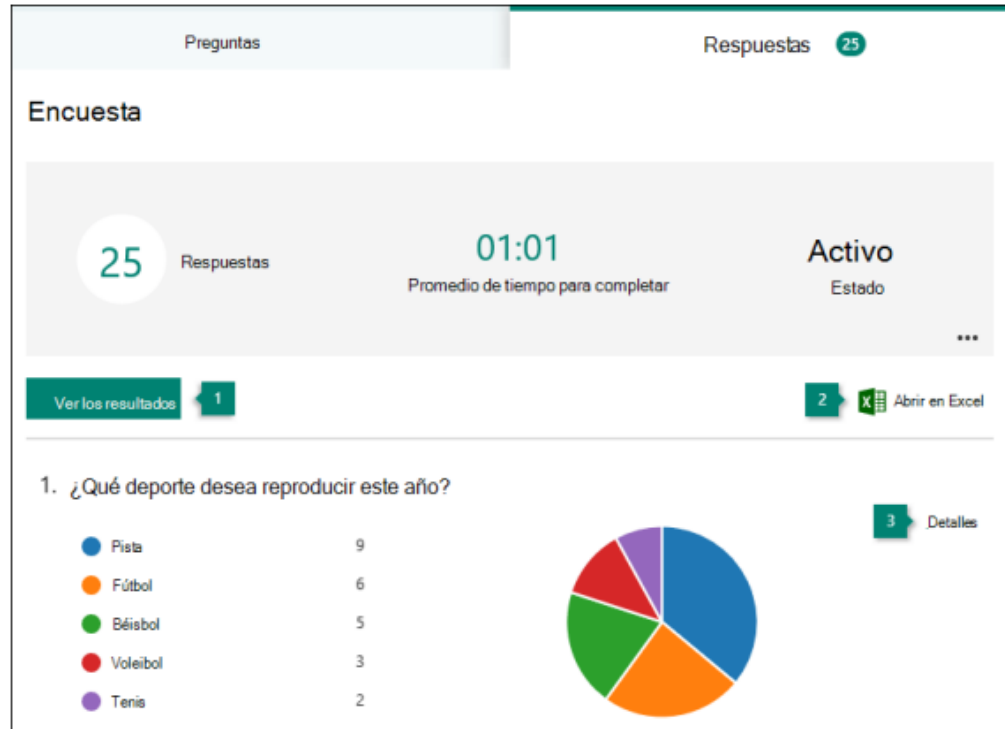 Preguntas
Respuestas 25
Encuesta
25 Respuestas
01:01
Promedio de tiempo para completar
Activo
Estado
...
Ver los resultados 1
2 Abrir en Excel
1. ¿Qué deporte desea reproducir este año?
3 Detalles
Pista 9
Fútbol 6
Béisbol 5
Voleibol 3
Tenis 2